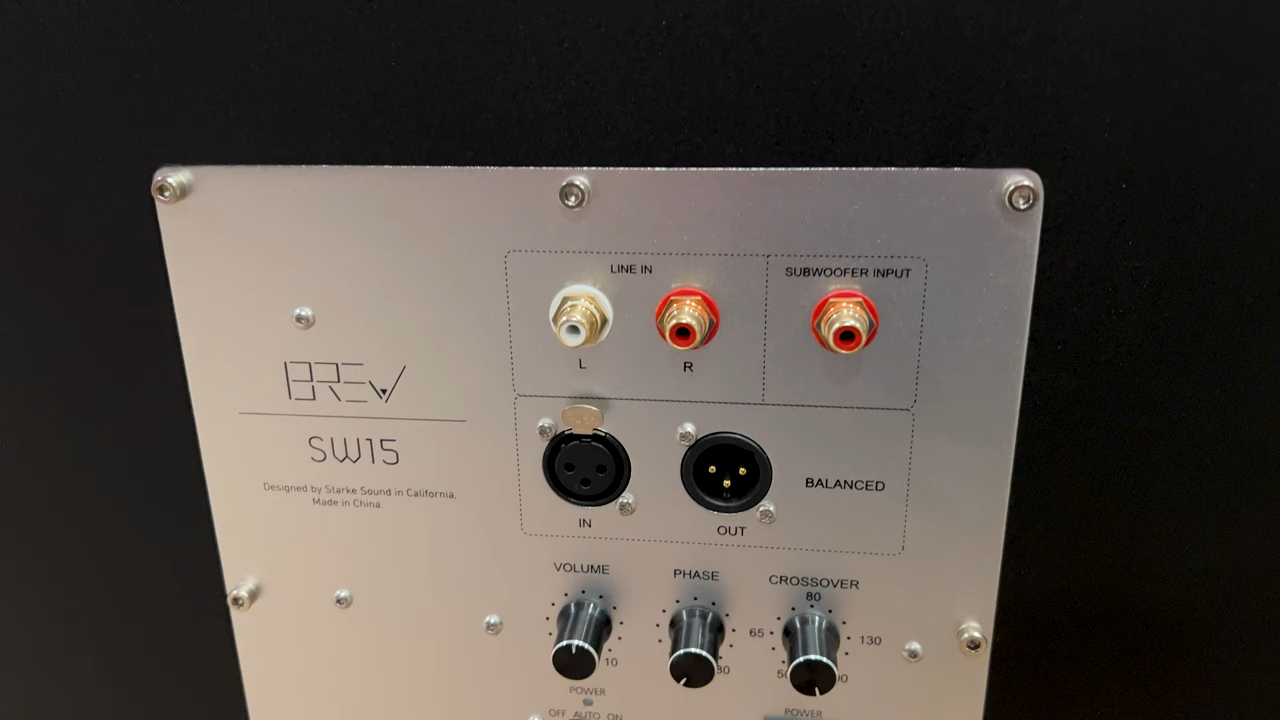 LINE IN
SUBWOOFER INPUT
L
R
BREW
SW15
Designed by Starke Sound in California.
Made in China.
IN
OUT
BALANCED
VOLUME
PHASE
CROSSOVER
80
65
130
10
POWER
OFF AUTO ON
POWER